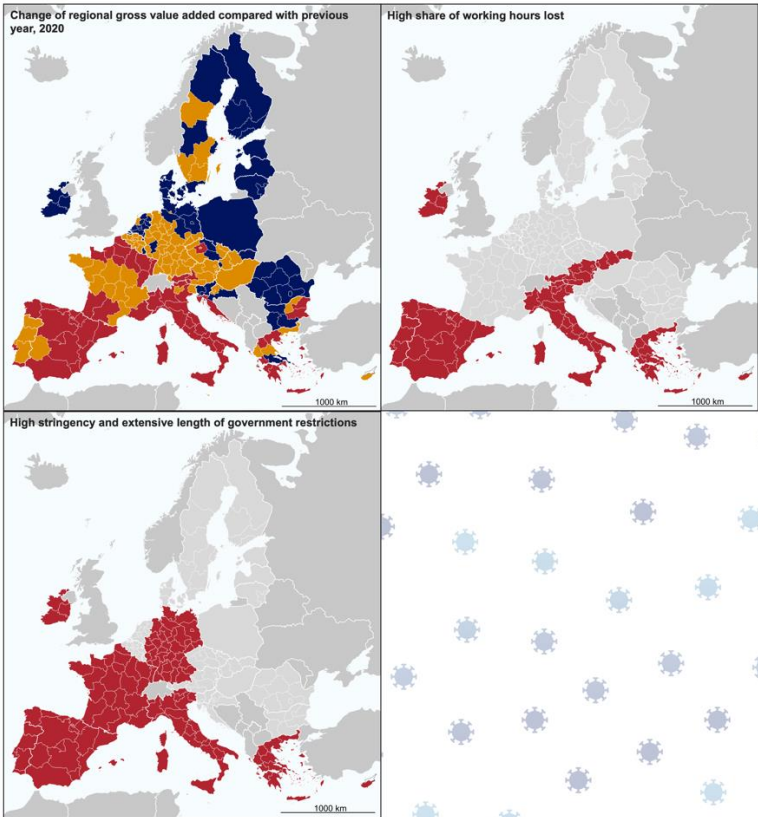 Change of regional gross value added compared with previous
year, 2020
High share of working hours lost
1000 km
1000 km
High stringency and extensive length of government restrictions
1000 km